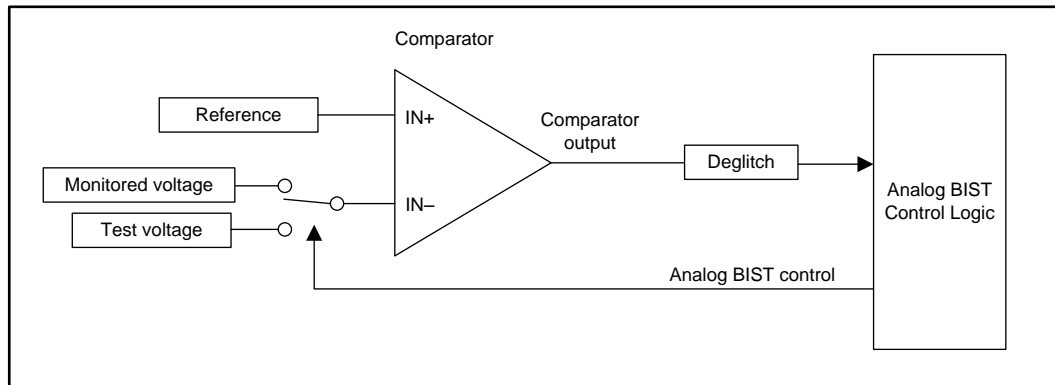 Comparator
Reference
IN+
Comparator
output
Deglitch
Monitored voltage
Test voltage
IN–
Analog BIST
Control Logic
Analog BIST control